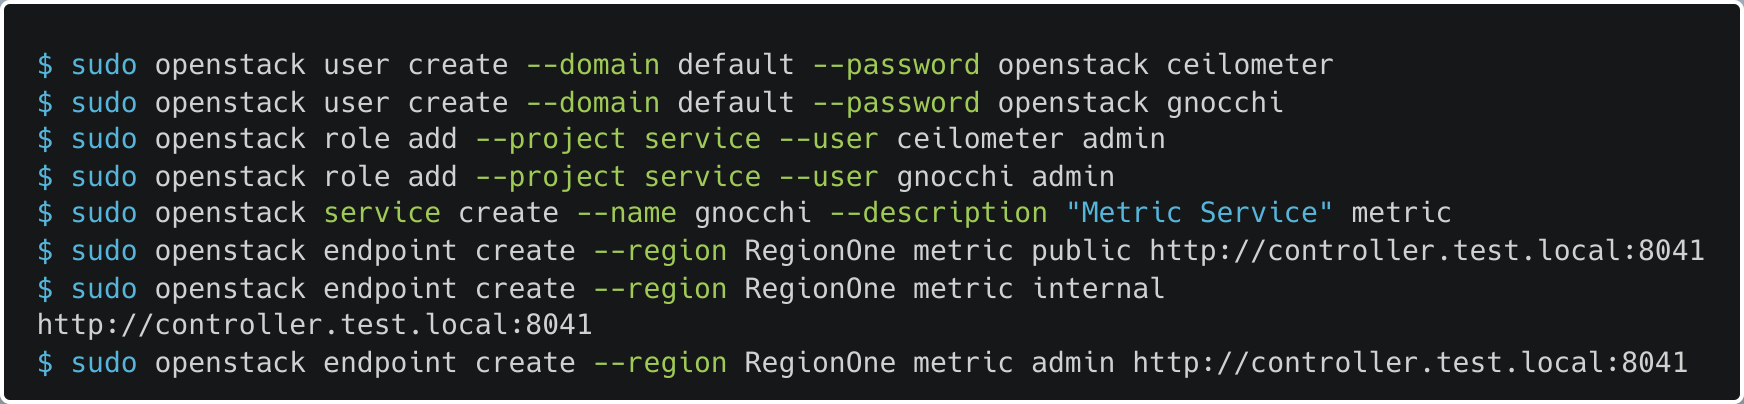 $ sudo openstack user create --domain default --password openstack ceilometer
$ sudo openstack user create --domain default --password openstack gnocchi
$ sudo openstack role add --project service --user ceilometer admin
$ sudo openstack role add --project service --user gnocchi admin
$ sudo openstack service create --name gnocchi --description "Metric Service" metric
$ sudo openstack endpoint create --region RegionOne metric public http://controller.test.local:8041
$ sudo openstack endpoint create --region RegionOne metric internal
http://controller.test.local:8041
$ sudo openstack endpoint create --region RegionOne metric admin http://controller.test.local:8041